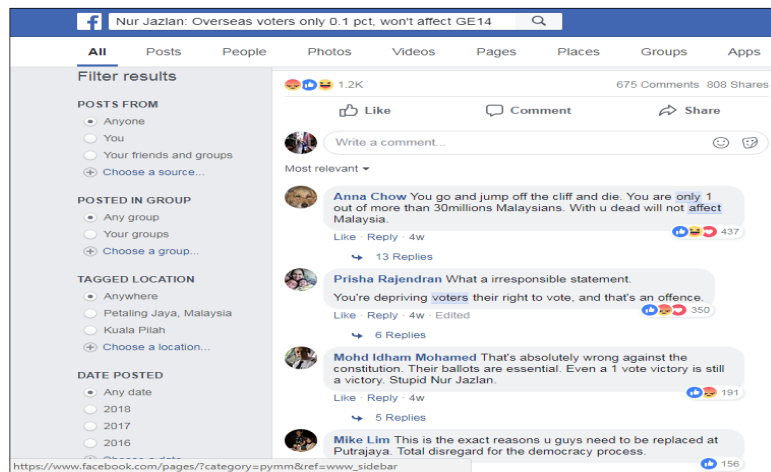 f Nur Jazlan: Overseas voters only 0.1 pct, won't affect GE14
All Posts People Photos Videos Pages Places Groups Apps
Filter results
POSTS FROM
Anyone
You
Your friends and groups
Choose a source...
POSTED IN GROUP
Any group
Your groups
Choose a group...
TAGGED LOCATION
Anywhere
Petaling Jaya, Malaysia
Kuala Pilah
Choose a location...
DATE POSTED
Any date
2018
2017
2016
Choose a date...
https://www.facebook.com/pages/?category=pymm&ref=www_sidebar
1.2K 675 Comments 808 Shares
Like Comment Share
Write a comment...
Most relevant
Anna Chow You go and jump off the cliff and die. You are only 1
out of more than 30millions Malaysians. With u dead will not affect
Malaysia.
437
Like · Reply · 4w
13 Replies
Prisha Rajendran What a irresponsible statement.
You're depriving voters their right to vote, and that's an offence.
350
Like · Reply · 4w · Edited
6 Replies
Mohd Idham Mohamed That's absolutely wrong against the
constitution. Their ballots are essential. Even a 1 vote victory is still
a victory. Stupid Nur Jazlan.
191
Like · Reply · 4w
5 Replies
Mike Lim This is the exact reasons u guys need to be replaced at
Putrajaya. Total disregard for the democracy process.
156